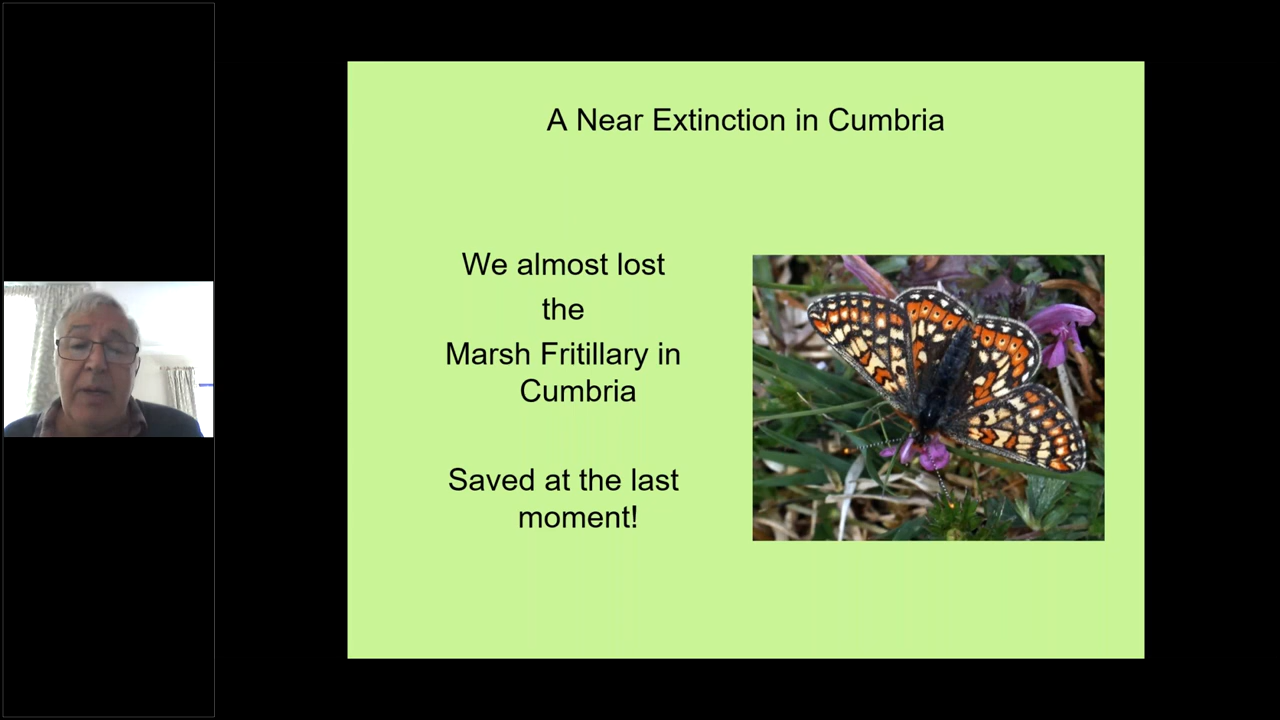 A Near Extinction in Cumbria
We almost lost
the
Marsh Fritillary in
Cumbria
Saved at the last
moment!